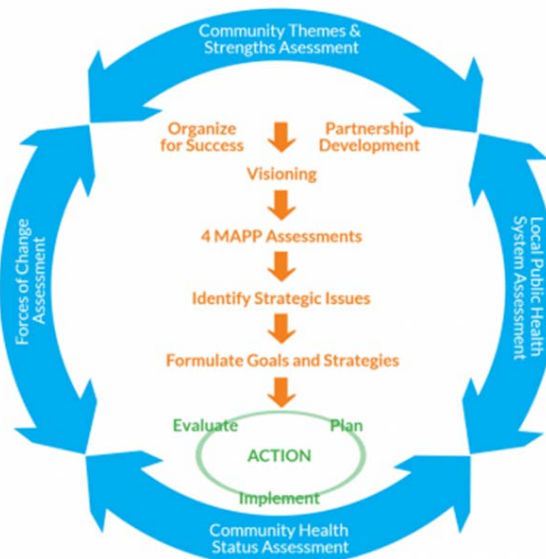 Community Themes &
Strengths Asessment
Organize
for Success
Partnership
Development
Visioning
4 MAPP Assessments
Identify Strategic Issues
Formulate Goals and Strategies
Evaluate
Plan
ACTION
Implement
Forces of Change
Assessment
Local Public Health
System Assessment
Community Health
Status Assessment